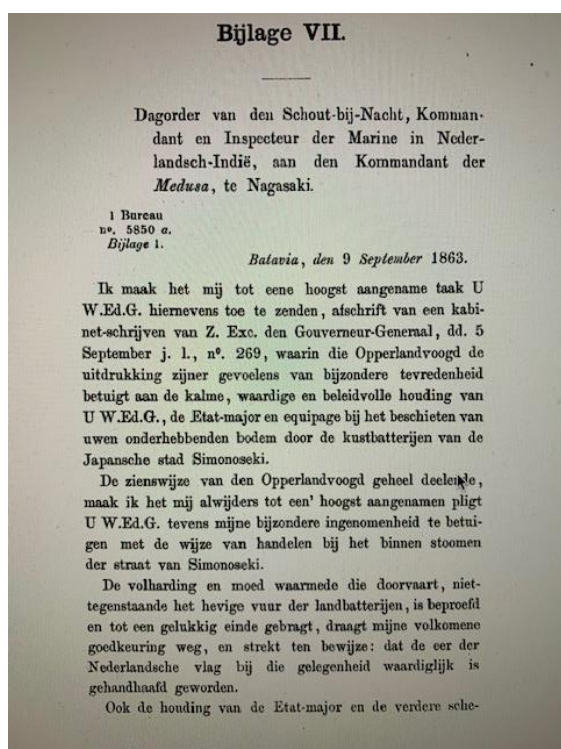 Bijlage VII.
Dagorder van den Schout-bij-Nacht, Komman-
dant en Inspecteur der Marine in Neder-
landsch-Indië, aan den Kommandant der
Medusa, te Nagasaki.
1 Bureau
nº. 5850 a.
Bijlage 1.
Batavia, den 9 September 1863.
Ik maak het mij tot eene hoogst aangename taak U
W.Ed.G. hiernevens toe te zenden, afschrift van een kabi-
net-schrijven van Z. Exc. den Gouverneur-Generaal, dd. 5
September j. l., nº. 269, waarin die Opperlandvoogd de
uitdrukking zijner gevoelens van bijzondere tevredenheid
betuigt aan de kalme, waardige en beleidvolle houding van
U W.Ed.G., de Etat-major en equipage bij het beschieten van
uwen onderhebbenden bodem door de kustbatterijen van de
Japansche stad Simonoseki.
De zienswijze van den Opperlandvoogd geheel deelende,
maak ik het mij alwijders tot een' hoogst aangenamen pligt
U W.Ed.G. tevens mijne bijzondere ingenomenheid te betui-
gen met de wijze van handelen bij het binnen stoomen
der straat van Simonoseki.
De volharding en moed waarmede die doorvaart, niet-
tegenstaande het hevige vuur der landbatterijen, is beproefd
en tot een gelukkig einde gebragt, draagt mijne volkomene
goedkeuring weg, en strekt ten bewijze: dat de eer der
Nederlandsche vlag bij die gelegenheid waardiglijk is
gehandhaafd geworden.
Ook de houding van de Etat-major en de verdere sche-